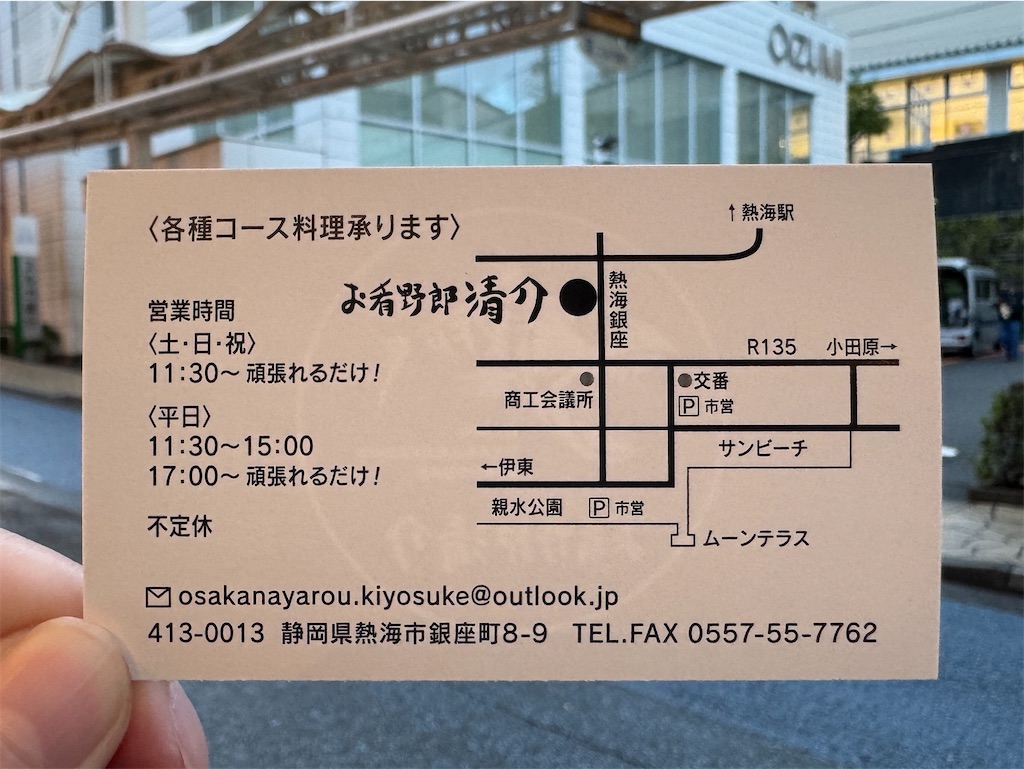 OZUMI
〈各種コース料理承ります〉
営業時間
〈土・日・祝〉
11:30〜 頑張れるだけ!
〈平日〉
11:30〜15:00
17:00〜 頑張れるだけ!
不定休
↑熱海駅
お肴野郎 清介
熱海銀座
R135 小田原→
商工会議所
交番
P 市営
サンビーチ
←伊東
親水公園 P 市営
ムーンテラス
osakanayarou.kiyosuke@outlook.jp
413-0013 静岡県熱海市銀座町8-9 TEL.FAX 0557-55-7762